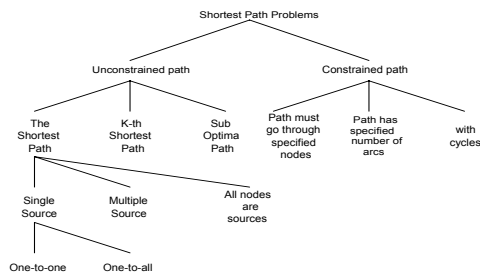 Shortest Path Problems
Unconstrained path
Constrained path
The
Shortest
Path
K-th
Shortest
Path
Sub
Optima
Path
Path must
go through
specified
nodes
Path has
specified
number of
arcs
with
cycles
Single
Source
Multiple
Source
All nodes
are
sources
One-to-one
One-to-all